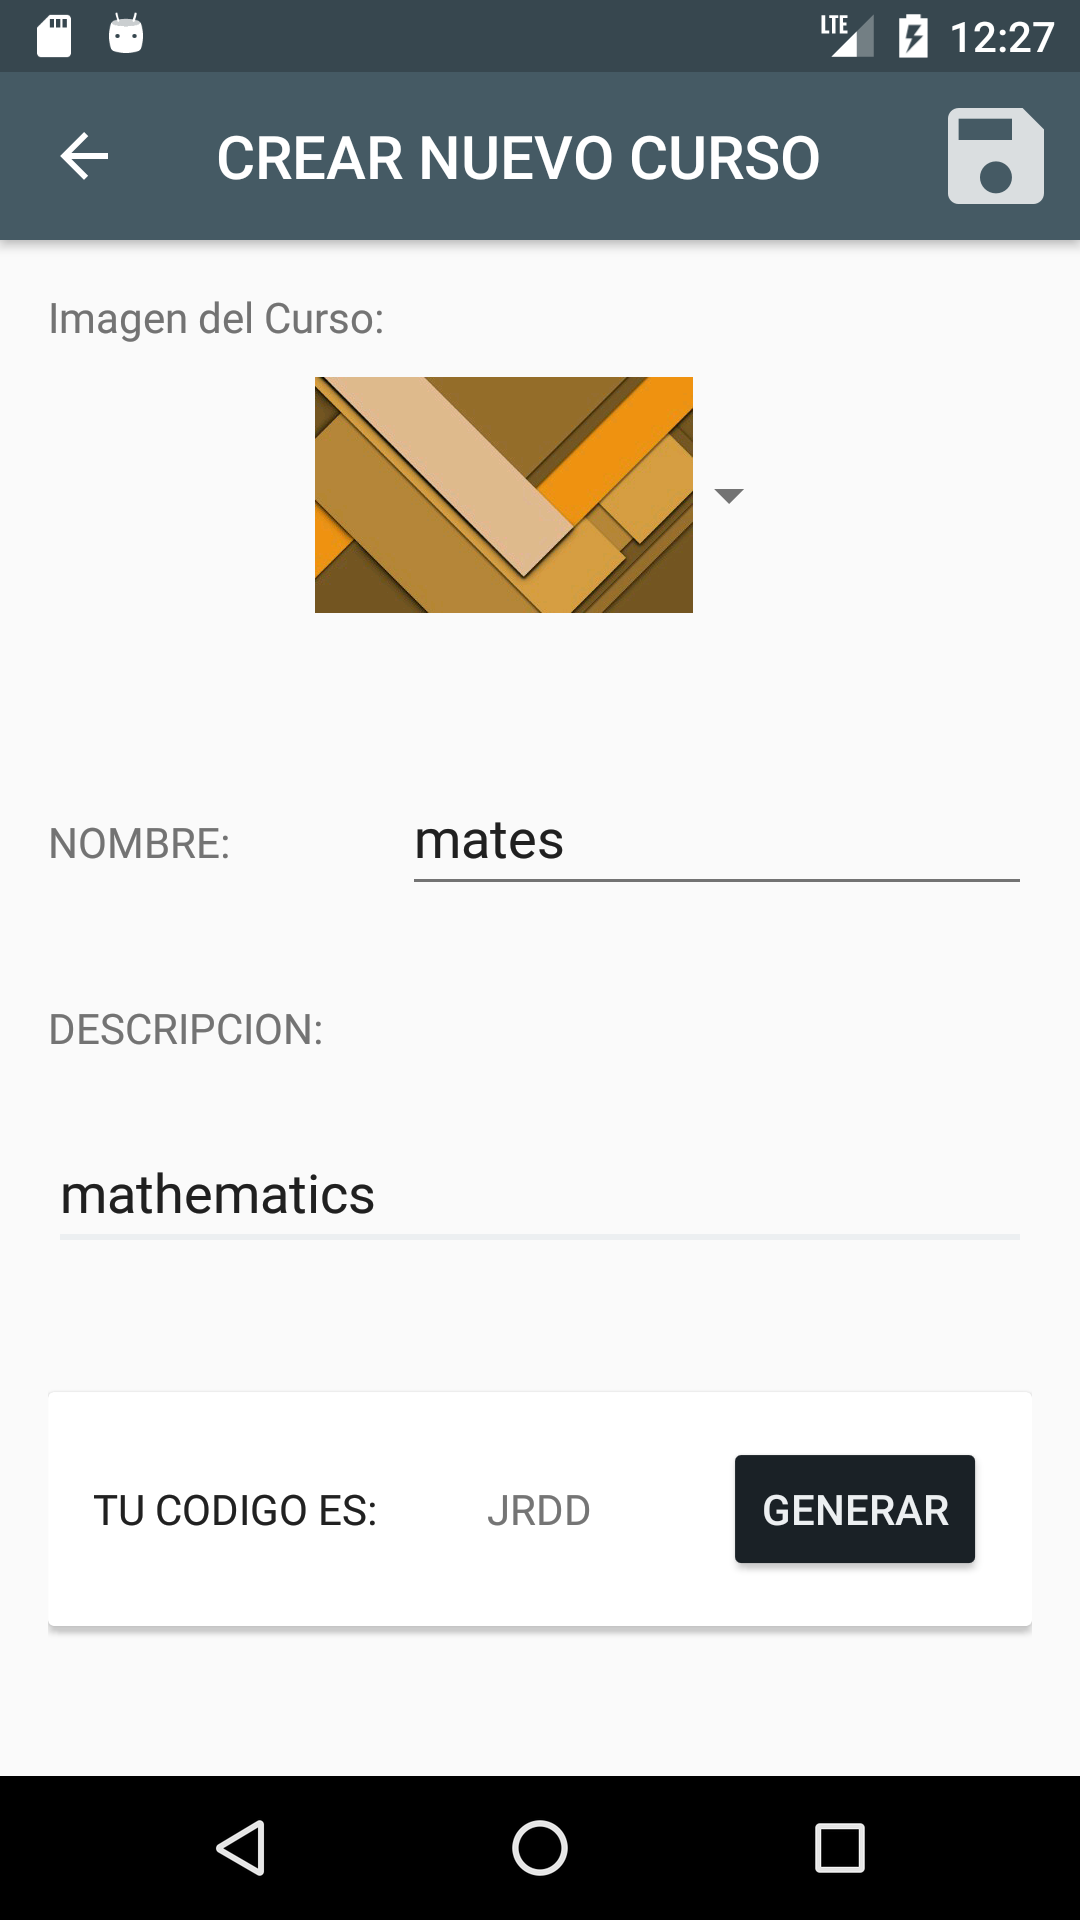 LTE 12:27
CREAR NUEVO CURSO
Imagen del Curso:
NOMBRE: mates
DESCRIPCION:
mathematics
TU CODIGO ES: JRDD GENERAR